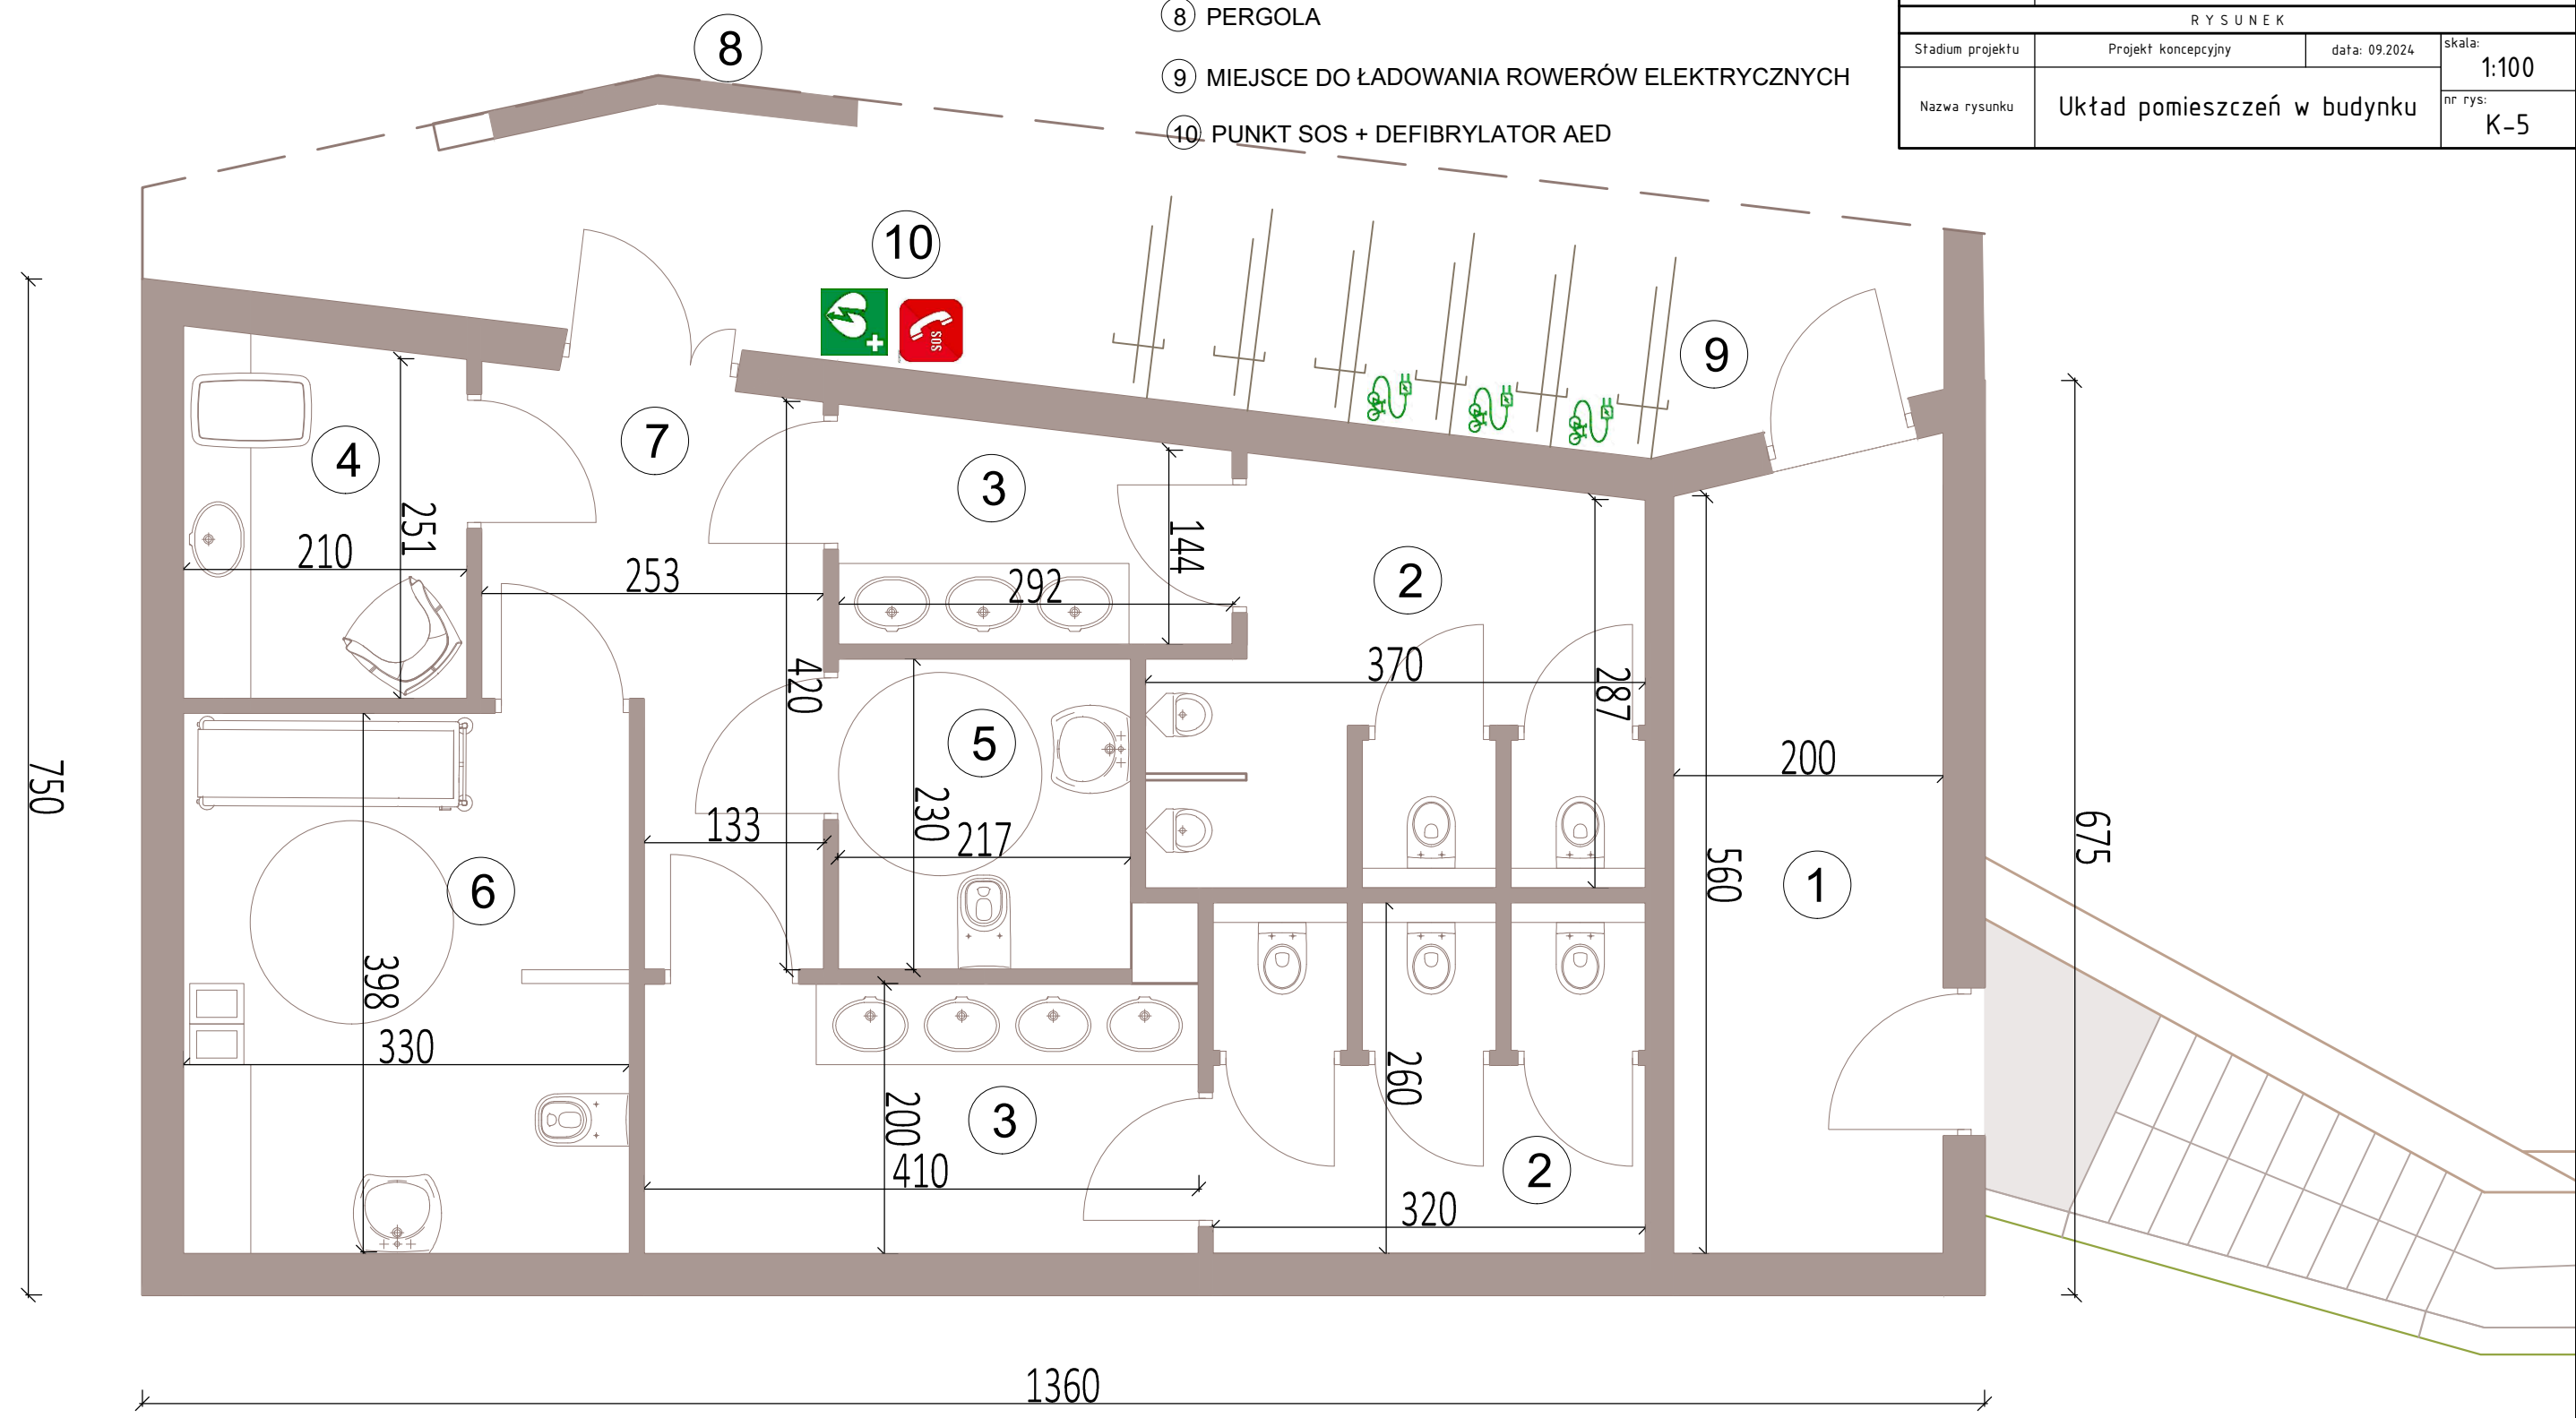 8 PERGOLA
9 MIEJSCE DO ŁADOWANIA ROWERÓW ELEKTRYCZNYCH
10 PUNKT SOS + DEFIBRYLATOR AED
RYSUNEK
Stadium projektu
Projekt koncepcyjny
data: 09.2024
skala:
1:100
Nazwa rysunku
Układ pomieszczeń w budynku
nr rys:
K-5
8
10
SOS
9
4
7
3
251
210
253
144
292
2
420
370
287
5
750
200
133
230
217
675
6
560
1
398
330
260
200
3
410
2
320
1360